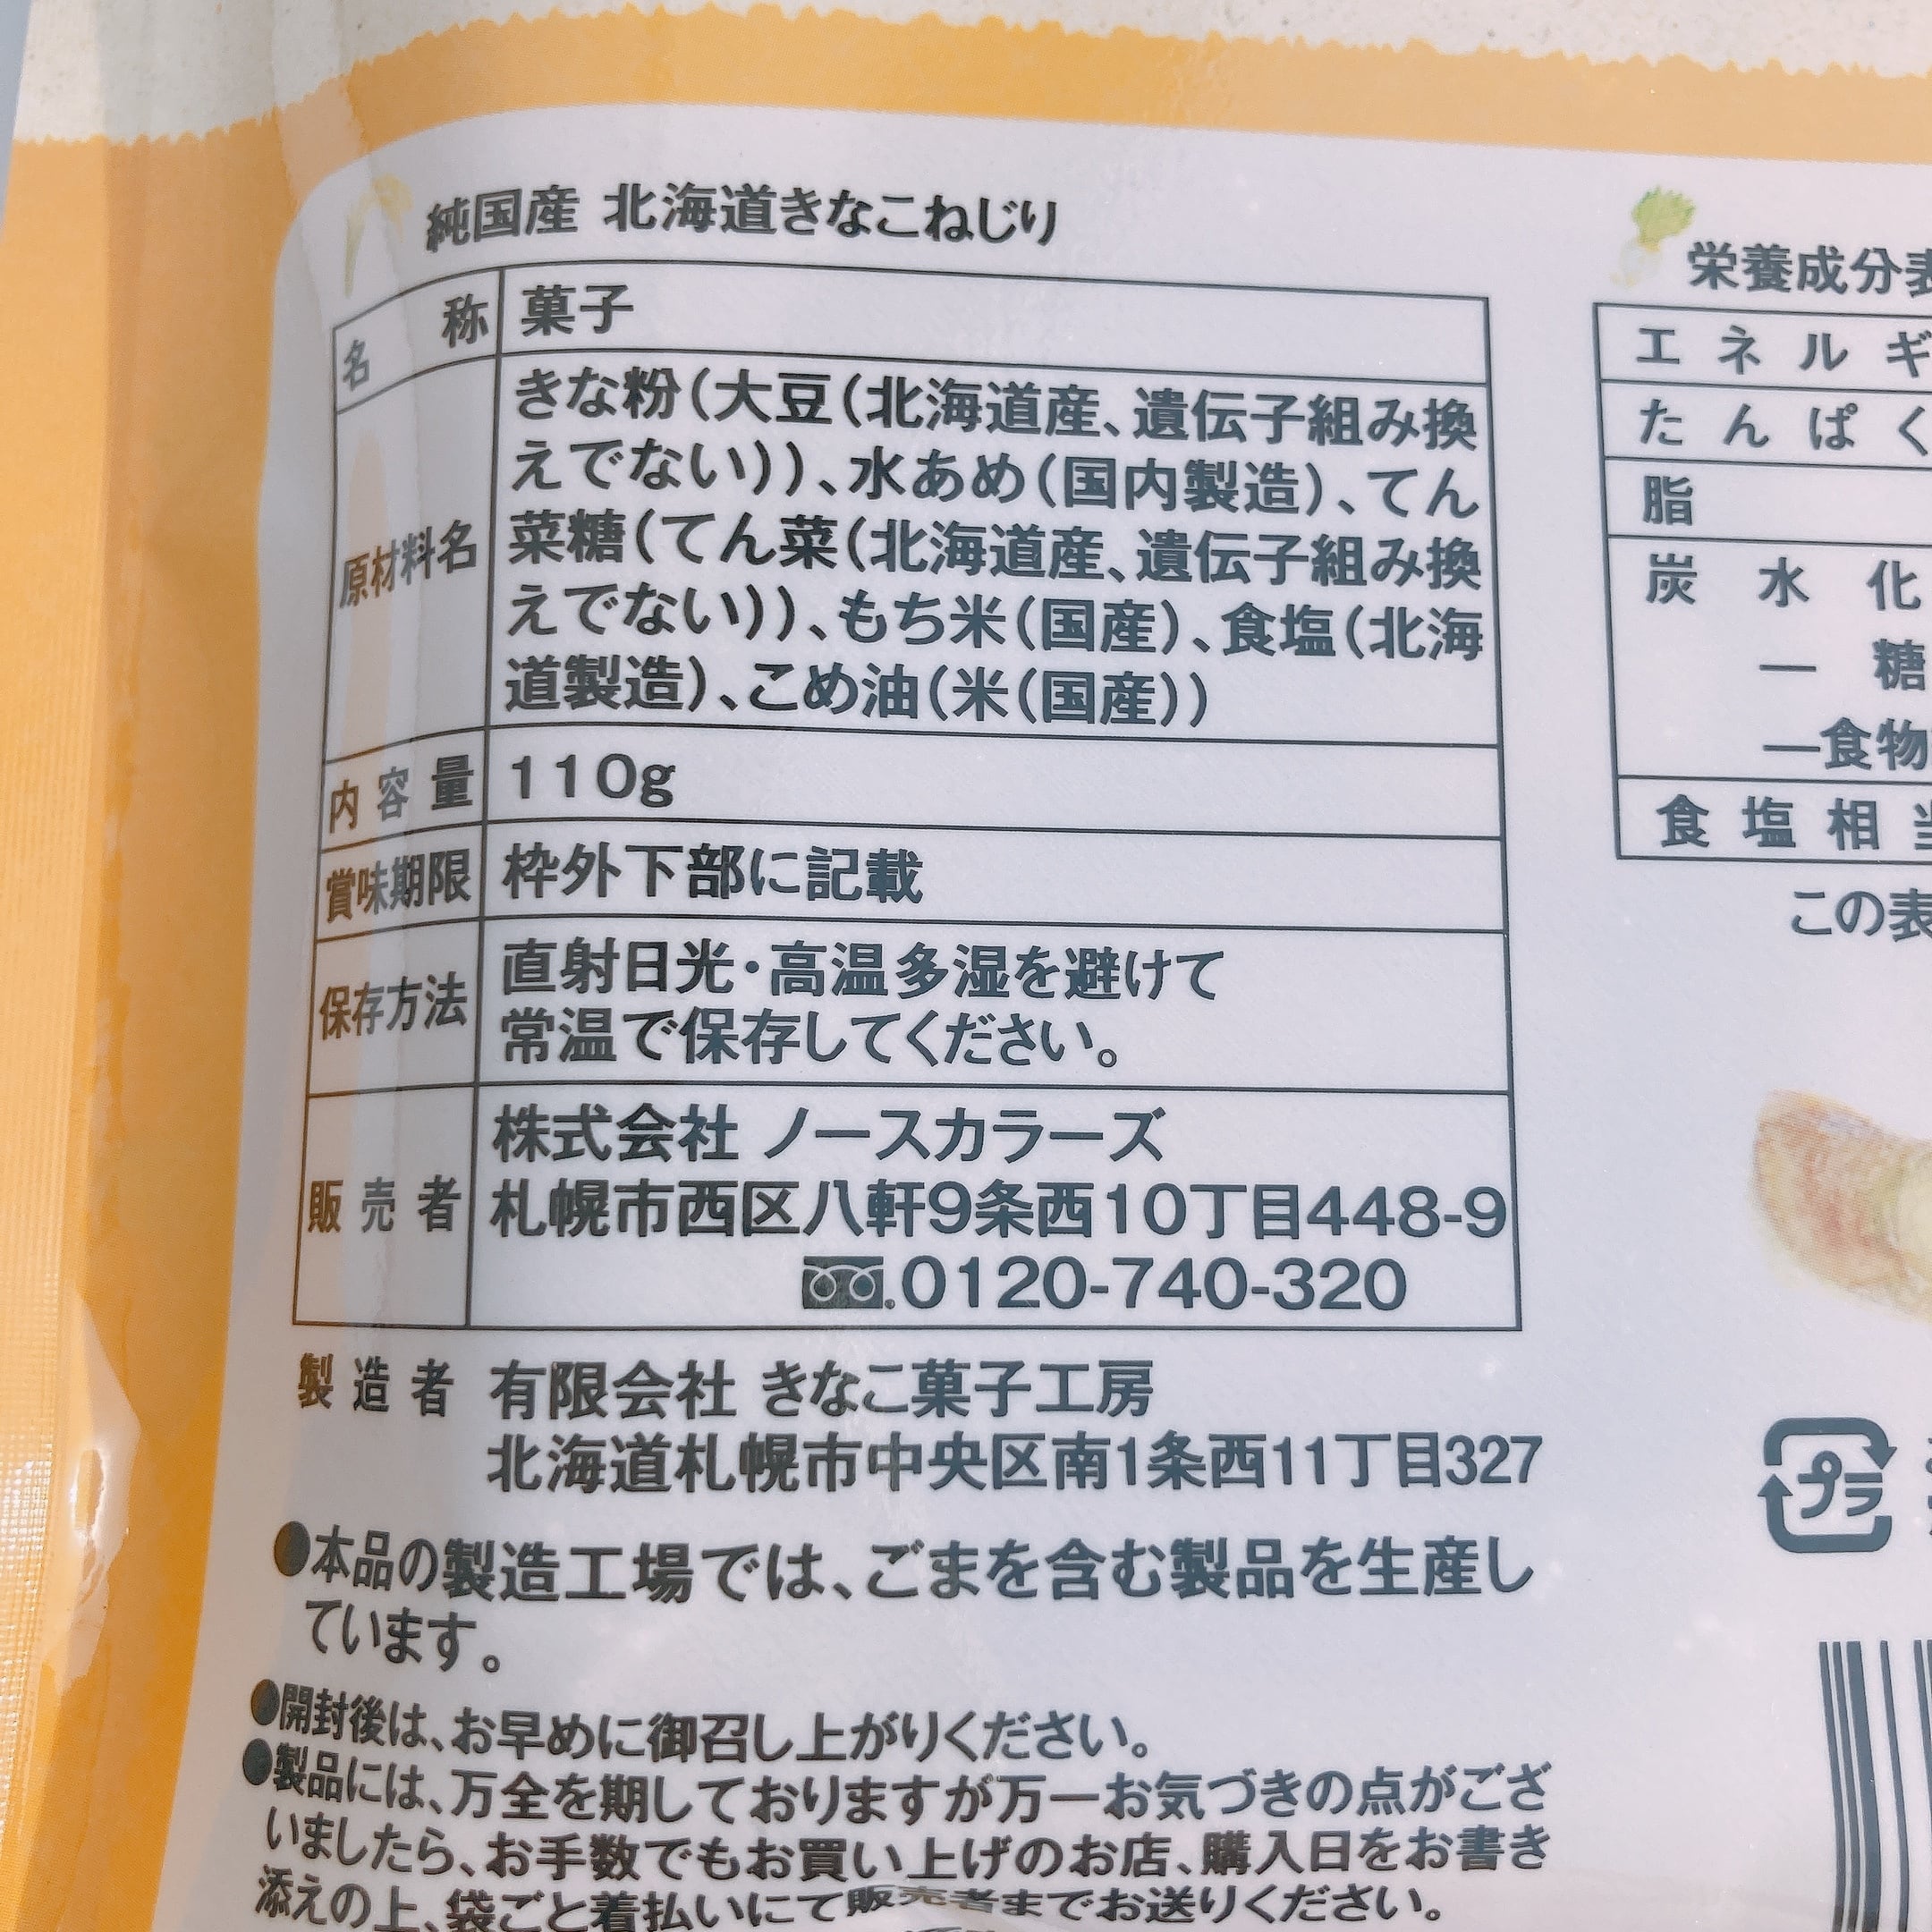 純国産 北海道きなこねじり
名称 菓子
原材料名
きな粉(大豆(北海道産、遺伝子組み換
えでない))、水あめ(国内製造)、てん
菜糖(てん菜(北海道産、遺伝子組み換
えでない))、もち米(国産)、食塩(北海
道製造)、こめ油(米(国産))
内容量 110g
賞味期限 枠外下部に記載
保存方法
直射日光・高温多湿を避けて
常温で保存してください。
販売者
株式会社 ノースカラーズ
札幌市西区八軒9条西10丁目448-9
0120-740-320
製造者 有限会社 きなこ菓子工房
北海道札幌市中央区南1条西11丁目327
●本品の製造工場では、ごまを含む製品を生産し
ています。
●開封後は、お早めに御召し上がりください。
●製品には、万全を期しておりますが万一お気づきの点がござ
いましたら、お手数でもお買い上げのお店、購入日をお書き
添えの上、袋ごと着払いにて販売者までお送りください。
栄養成分表
エネルギ
たんぱく
脂
炭水化
― 糖
―食物
食塩相当
この表
プラ